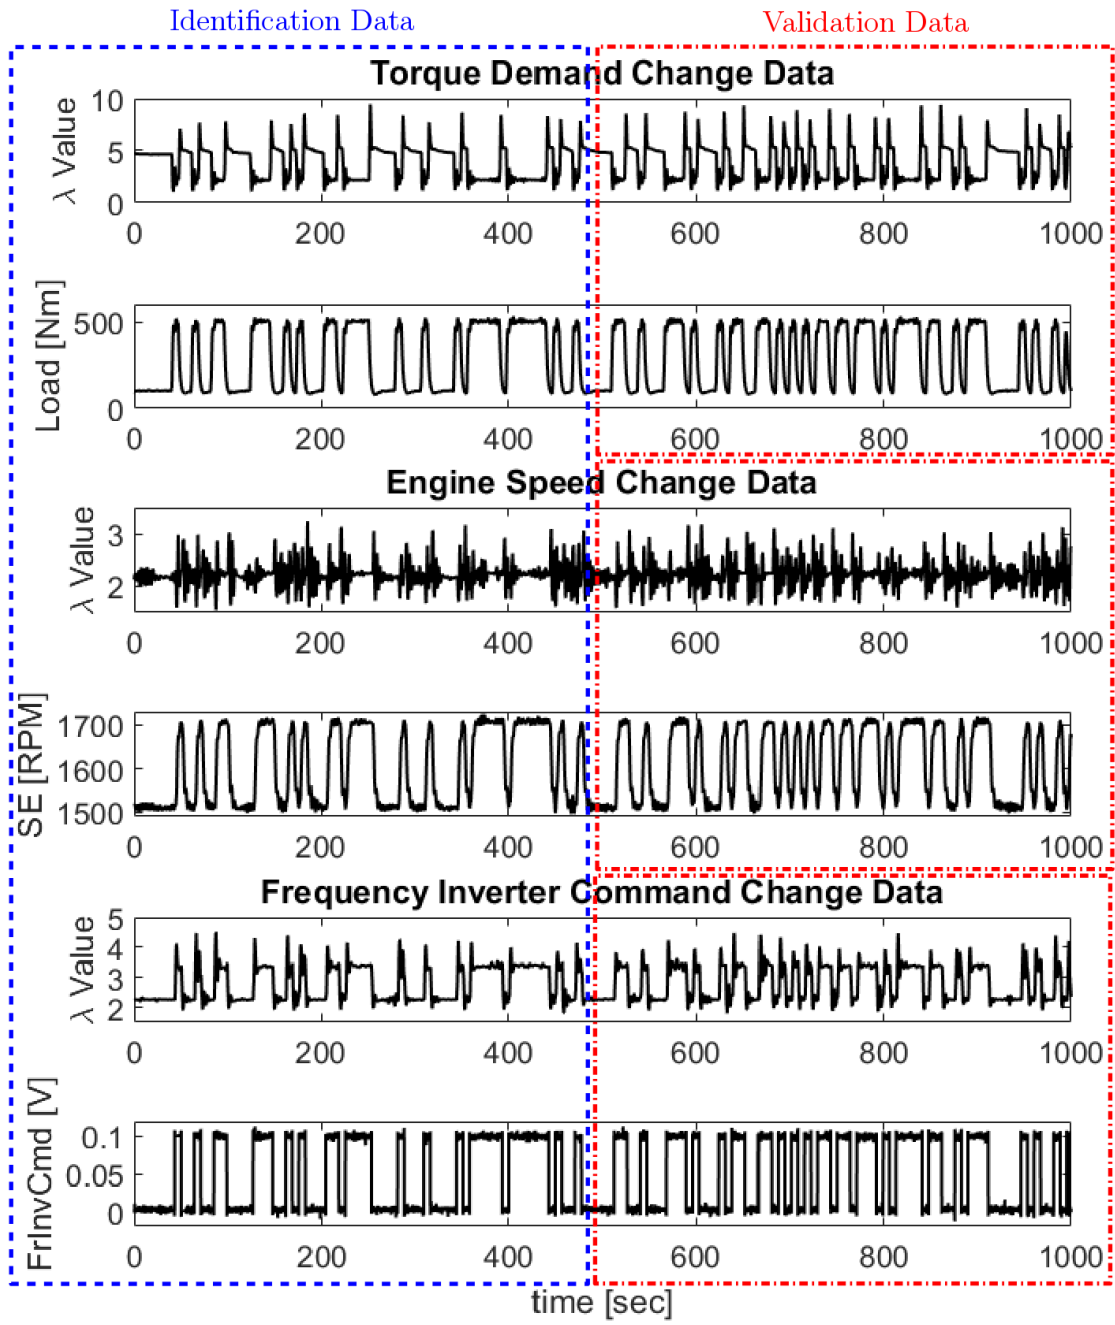 Identification Data
Validation Data
Torque Demand Change Data
λ Value
10
5
0
0 200 400 600 800 1000
Load [Nm]
500
0
0 200 400 600 800 1000
Engine Speed Change Data
λ Value
3
2
0 200 400 600 800 1000
SE [RPM]
1700
1600
1500
0 200 400 600 800 1000
Frequency Inverter Command Change Data
λ Value
5
4
3
2
0 200 400 600 800 1000
FrInvCmd [V]
0.1
0.05
0
0 200 400 600 800 1000
time [sec]